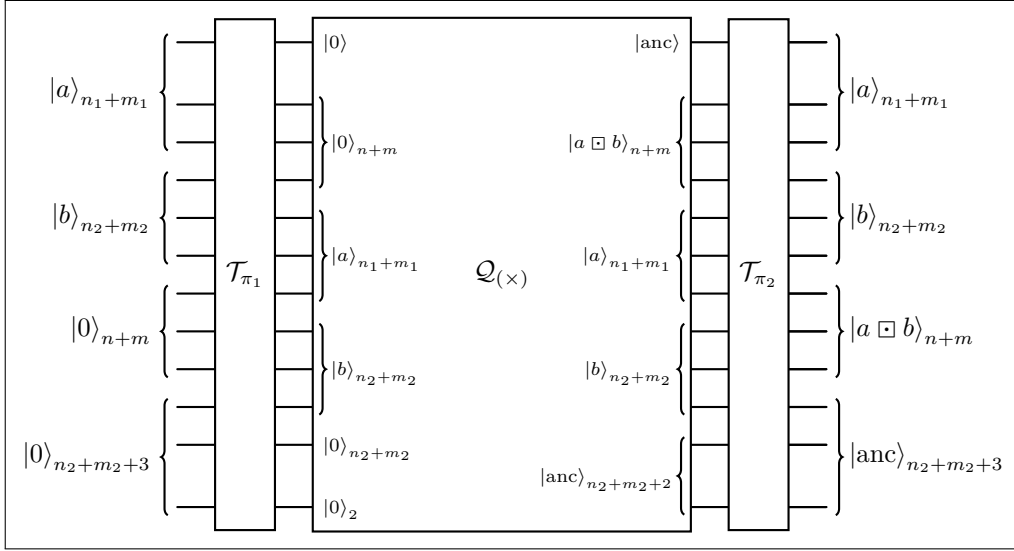 |a⟩_{n_1+m_1}
|b⟩_{n_2+m_2}
|0⟩_{n+m}
|0⟩_{n_2+m_2+3}
𝒯_{π_1}
|0⟩
|0⟩_{n+m}
|a⟩_{n_1+m_1}
|b⟩_{n_2+m_2}
|0⟩_{n_2+m_2}
|0⟩_2
𝒬_{(×)}
|anc⟩
|a ⊡ b⟩_{n+m}
|a⟩_{n_1+m_1}
|b⟩_{n_2+m_2}
|anc⟩_{n_2+m_2+2}
𝒯_{π_2}
|a⟩_{n_1+m_1}
|b⟩_{n_2+m_2}
|a ⊡ b⟩_{n+m}
|anc⟩_{n_2+m_2+3}